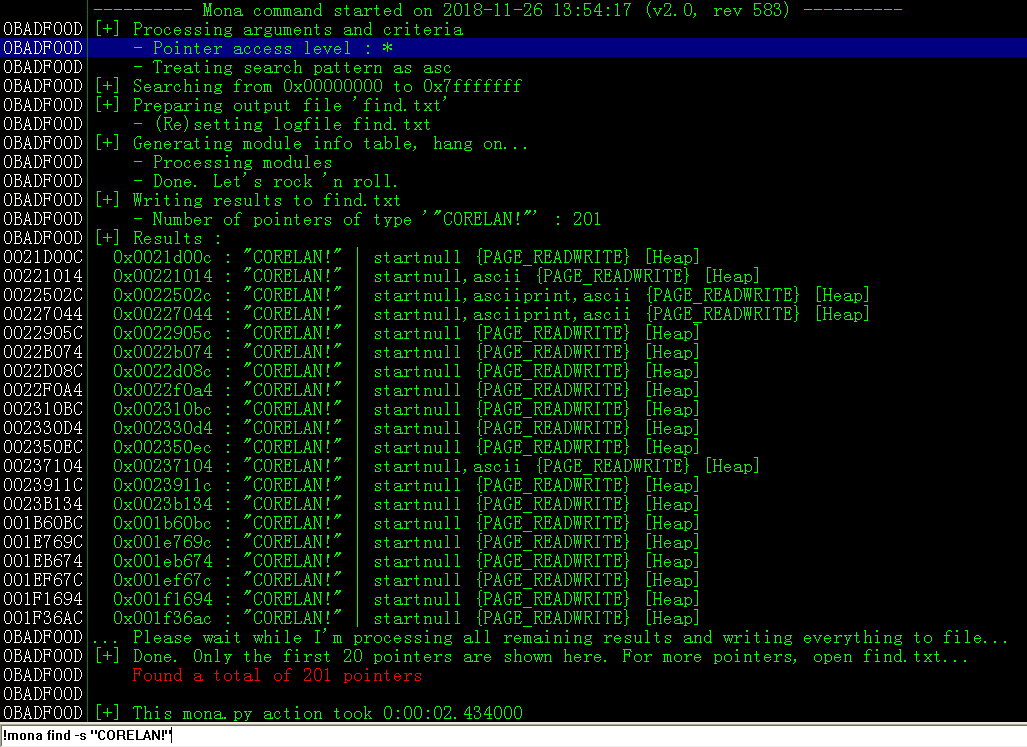 ---------- Mona command started on 2018-11-26 13:54:17 (v2.0, rev 583) ----------
0BADF00D [+] Processing arguments and criteria
0BADF00D     - Pointer access level : *
0BADF00D     - Treating search pattern as asc
0BADF00D [+] Searching from 0x00000000 to 0x7fffffff
0BADF00D [+] Preparing output file 'find.txt'
0BADF00D     - (Re)setting logfile find.txt
0BADF00D [+] Generating module info table, hang on...
0BADF00D     - Processing modules
0BADF00D     - Done. Let's rock 'n roll.
0BADF00D [+] Writing results to find.txt
0BADF00D     - Number of pointers of type '"CORELAN!"' : 201
0BADF00D [+] Results :
0021D00C   0x0021d00c : "CORELAN!" | startnull {PAGE_READWRITE} [Heap]
00221014   0x00221014 : "CORELAN!" | startnull,ascii {PAGE_READWRITE} [Heap]
0022502C   0x0022502c : "CORELAN!" | startnull,asciiprint,ascii {PAGE_READWRITE} [Heap]
00227044   0x00227044 : "CORELAN!" | startnull,asciiprint,ascii {PAGE_READWRITE} [Heap]
0022905C   0x0022905c : "CORELAN!" | startnull {PAGE_READWRITE} [Heap]
0022B074   0x0022b074 : "CORELAN!" | startnull {PAGE_READWRITE} [Heap]
0022D08C   0x0022d08c : "CORELAN!" | startnull {PAGE_READWRITE} [Heap]
0022F0A4   0x0022f0a4 : "CORELAN!" | startnull {PAGE_READWRITE} [Heap]
002310BC   0x002310bc : "CORELAN!" | startnull {PAGE_READWRITE} [Heap]
002330D4   0x002330d4 : "CORELAN!" | startnull {PAGE_READWRITE} [Heap]
002350EC   0x002350ec : "CORELAN!" | startnull {PAGE_READWRITE} [Heap]
00237104   0x00237104 : "CORELAN!" | startnull,ascii {PAGE_READWRITE} [Heap]
0023911C   0x0023911c : "CORELAN!" | startnull {PAGE_READWRITE} [Heap]
0023B134   0x0023b134 : "CORELAN!" | startnull {PAGE_READWRITE} [Heap]
001B60BC   0x001b60bc : "CORELAN!" | startnull {PAGE_READWRITE} [Heap]
001E769C   0x001e769c : "CORELAN!" | startnull {PAGE_READWRITE} [Heap]
001EB674   0x001eb674 : "CORELAN!" | startnull {PAGE_READWRITE} [Heap]
001EF67C   0x001ef67c : "CORELAN!" | startnull {PAGE_READWRITE} [Heap]
001F1694   0x001f1694 : "CORELAN!" | startnull {PAGE_READWRITE} [Heap]
001F36AC   0x001f36ac : "CORELAN!" | startnull {PAGE_READWRITE} [Heap]
0BADF00D ... Please wait while I'm processing all remaining results and writing everything to file...
0BADF00D [+] Done. Only the first 20 pointers are shown here. For more pointers, open find.txt...
0BADF00D     Found a total of 201 pointers
0BADF00D
0BADF00D [+] This mona.py action took 0:00:02.434000
!mona find -s "CORELAN!"